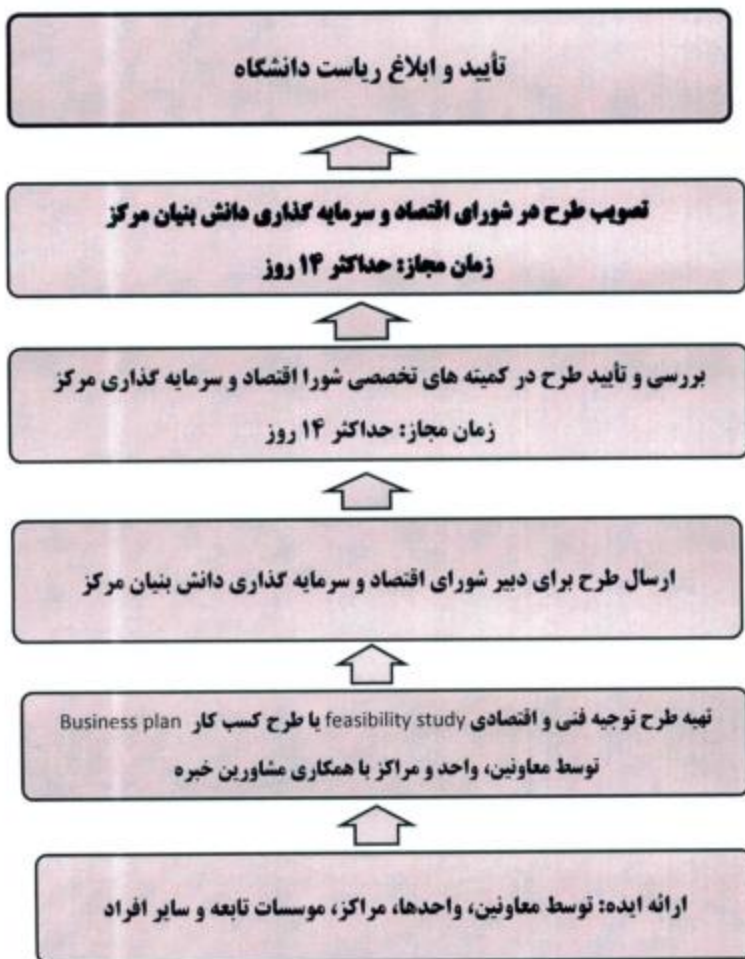 تأیید و ابلاغ ریاست دانشگاه
تصویب طرح در شورای اقتصاد و سرمایه گذاری دانش بنیان مرکز
زمان مجاز: حداکثر ۱۴ روز
بررسی و تأیید طرح در کمیته های تخصصی شورا اقتصاد و سرمایه گذاری مرکز
زمان مجاز: حداکثر ۱۴ روز
ارسال طرح برای دبیر شورای اقتصاد و سرمایه گذاری دانش بنیان مرکز
تهیه طرح توجیه فنی و اقتصادی feasibility study یا طرح کسب کار Business plan
توسط معاونین، واحد و مراکز با همکاری مشاورین خبره
ارائه ایده: توسط معاونین، واحدها، مراکز، موسسات تابعه و سایر افراد